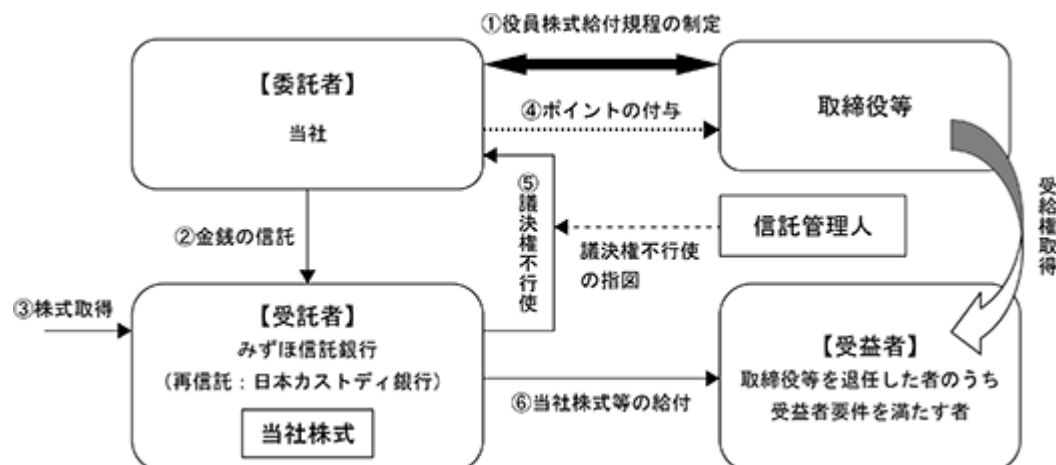 ①役員株式給付規程の制定
【委託者】
当社
取締役等
④ポイントの付与
⑤議決権不行使
受給権取得
信託管理人
②金銭の信託
議決権不行使
の指図
③株式取得
【受託者】
みずほ信託銀行
（再信託：日本カストディ銀行）
当社株式
⑥当社株式等の給付
【受益者】
取締役等を退任した者のうち
受益者要件を満たす者